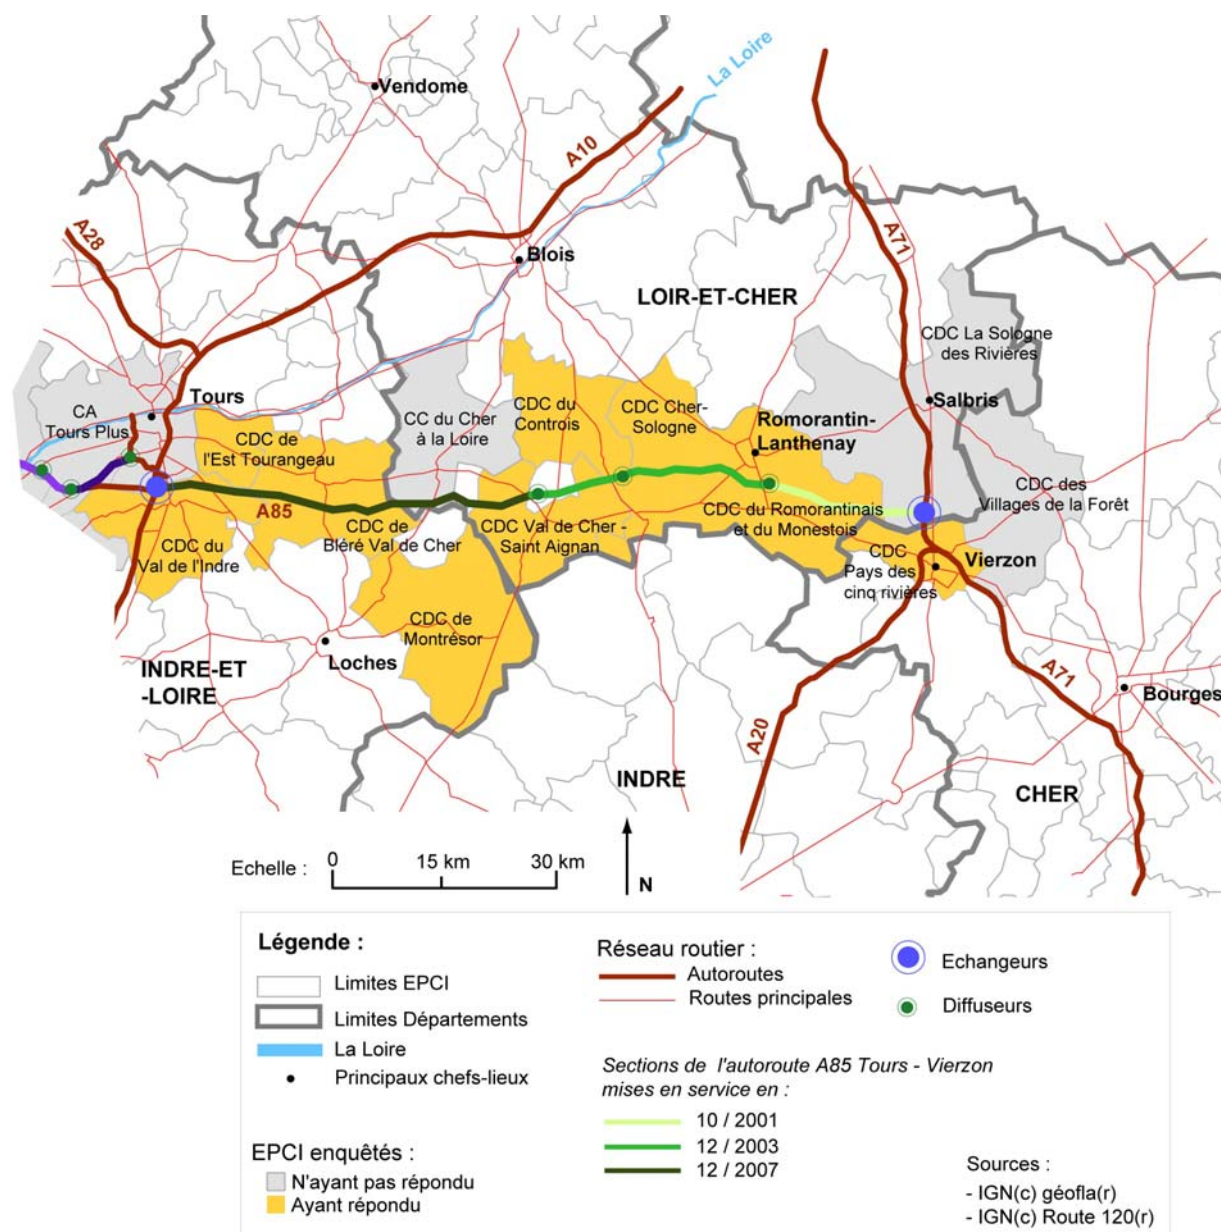 Vendome
La Loire
A10
A28
A71
Blois
LOIR-ET-CHER
CDC La Sologne
des Rivières
Tours
CA
Tours Plus
CC du Cher
à la Loire
CDC du
Controis
CDC Cher-
Sologne
Romorantin-
Lanthenay
Salbris
CDC de
l'Est Tourangeau
A85
CDC des
Villages de la Forêt
CDC du
Val de l'Indre
CDC de
Bléré Val de Cher
CDC Val de Cher -
Saint Aignan
CDC du Romorantinais
et du Monestois
CDC
Pays des
cinq rivières
Vierzon
CDC de
Montrésor
Loches
INDRE-ET
-LOIRE
A71
Bourges
A20
INDRE
CHER
Echelle :
0 15 km 30 km
N
Légende :
Limites EPCI
Limites Départements
La Loire
Principaux chefs-lieux
EPCI enquêtés :
N'ayant pas répondu
Ayant répondu
Réseau routier :
Autoroutes
Routes principales
Sections de l'autoroute A85 Tours - Vierzon
mises en service en :
10 / 2001
12 / 2003
12 / 2007
Echangeurs
Diffuseurs
Sources :
- IGN(c) géofla(r)
- IGN(c) Route 120(r)